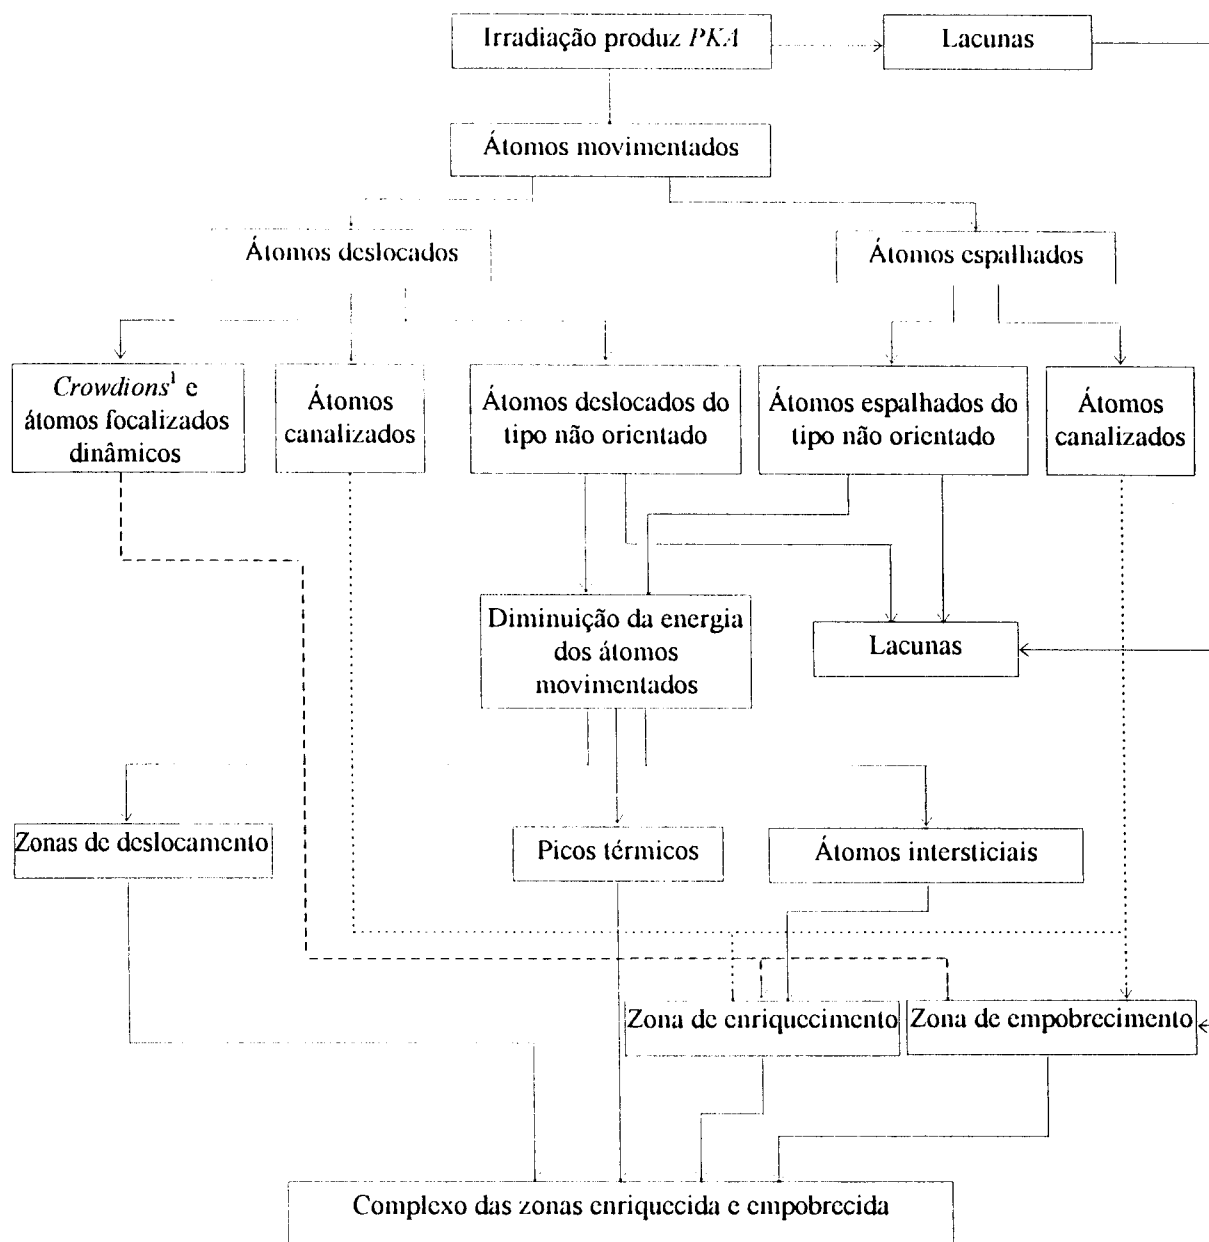 Irradiação produz PKA
Lacunas
Átomos movimentados
Átomos deslocados
Átomos espalhados
Crowdions¹ e
átomos focalizados
dinâmicos
Átomos
canalizados
Átomos deslocados do
tipo não orientado
Átomos espalhados do
tipo não orientado
Átomos
canalizados
Diminuição da energia
dos átomos
movimentados
Lacunas
Zonas de deslocamento
Picos térmicos
Átomos intersticiais
Zona de enriquecimento
Zona de empobrecimento
Complexo das zonas enriquecida e empobrecida